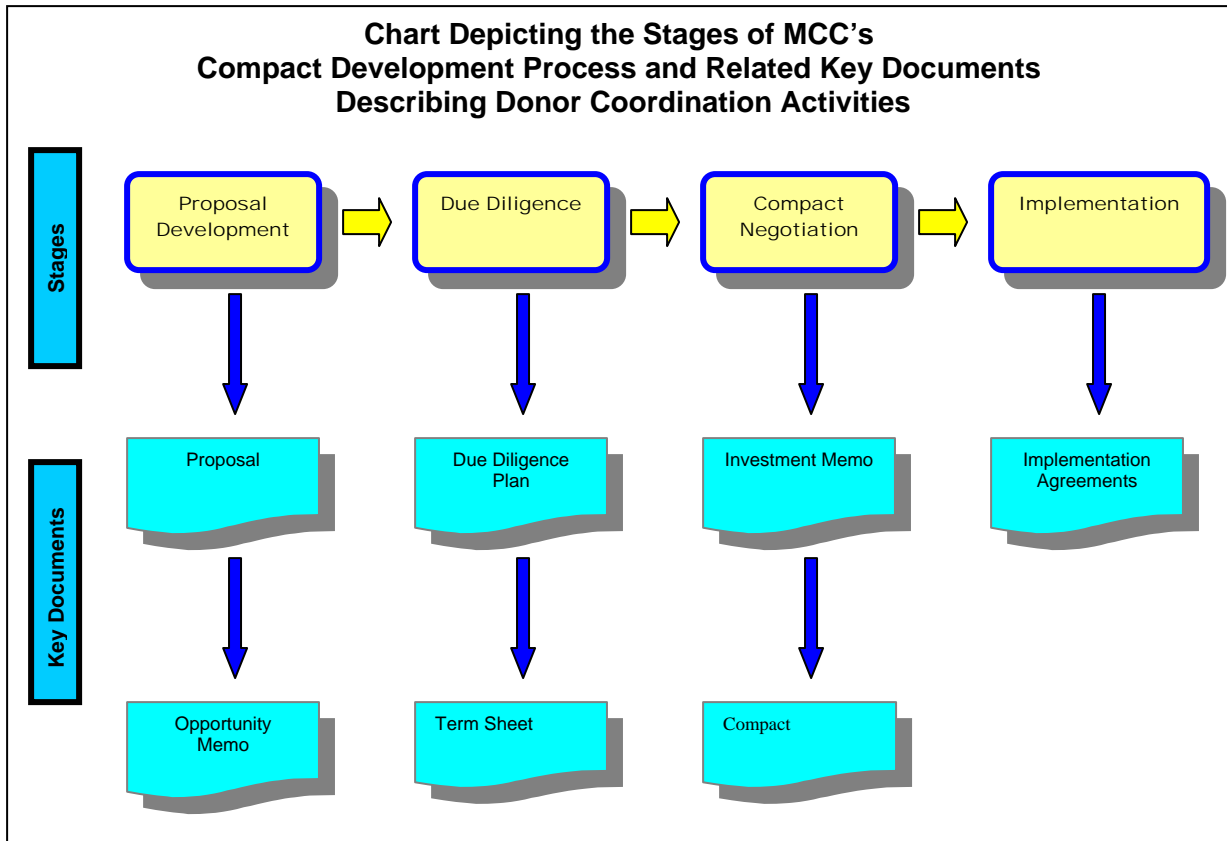 Chart Depicting the Stages of MCC's
Compact Development Process and Related Key Documents
Describing Donor Coordination Activities
Stages
Proposal
Development
Due Diligence
Compact
Negotiation
Implementation
Key Documents
Proposal
Due Diligence
Plan
Investment Memo
Implementation
Agreements
Opportunity
Memo
Term Sheet
Compact